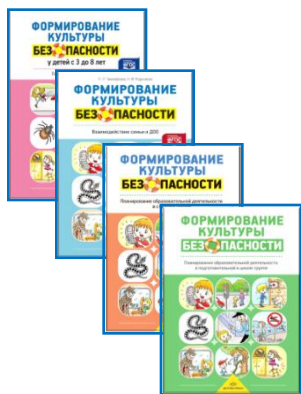 ФОРМИРОВАНИЕ
КУЛЬТУРЫ
БЕЗОПАСНОСТИ
у детей с 3 до 8 лет
ФОРМИРОВАНИЕ
КУЛЬТУРЫ
БЕЗОПАСНОСТИ
Взаимодействие семьи и ДОО
ФОРМИРОВАНИЕ
КУЛЬТУРЫ
БЕЗОПАСНОСТИ
Планирование образовательной деятельности
ФОРМИРОВАНИЕ
КУЛЬТУРЫ
БЕЗОПАСНОСТИ
Планирование образовательной деятельности
в подготовительной к школе группе